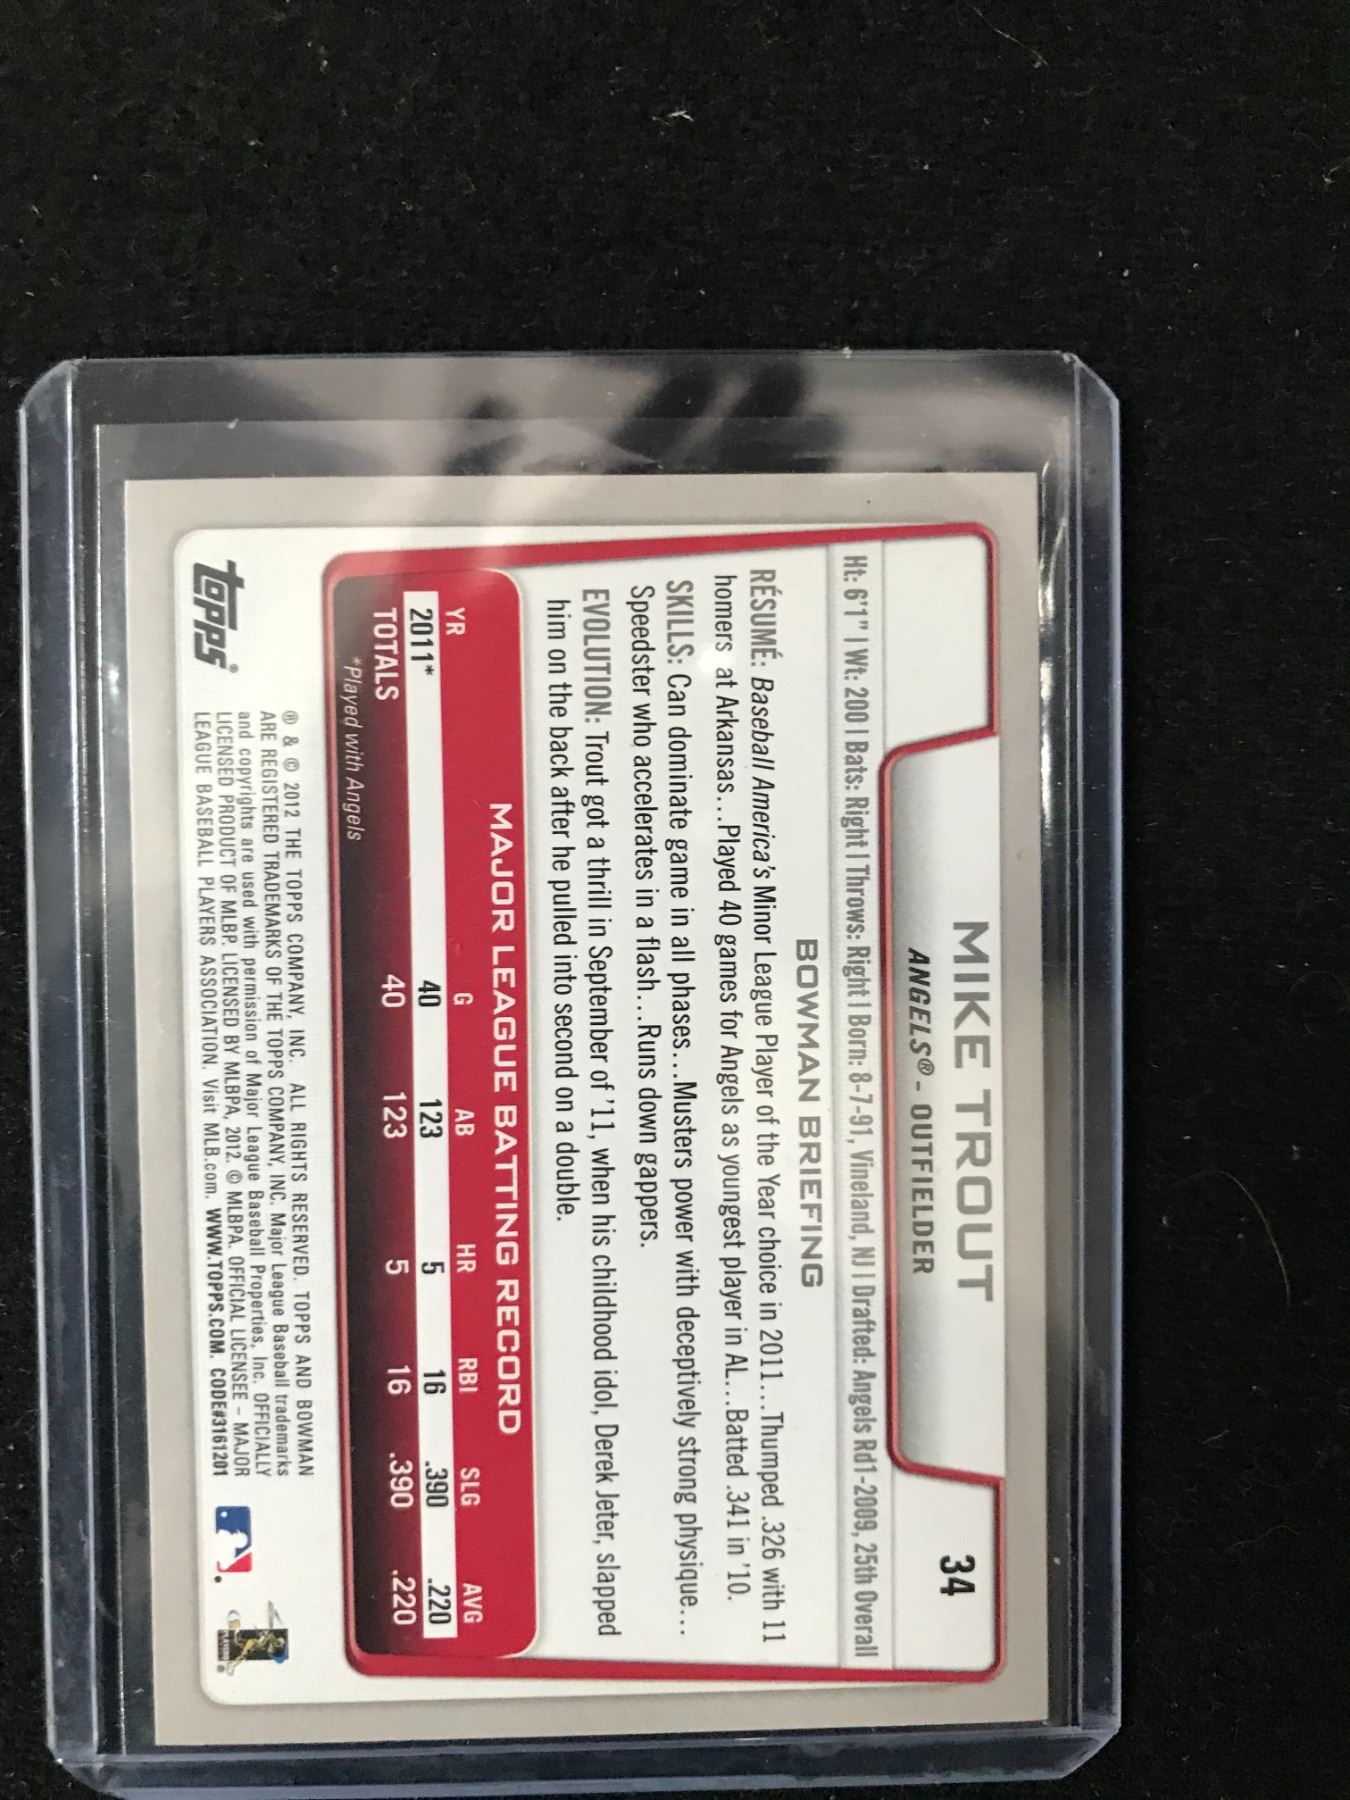 34
MIKE TROUT
ANGELS® - OUTFIELDER
Ht: 6'1" | Wt: 200 | Bats: Right | Throws: Right | Born: 8-7-91, Vineland, NJ | Drafted: Angels Rd1-2009, 25th Overall
BOWMAN BRIEFING
RÉSUMÉ: Baseball America's Minor League Player of the Year choice in 2011...Thumped .326 with 11
homers at Arkansas...Played 40 games for Angels as youngest player in AL...Batted .341 in '10.
SKILLS: Can dominate game in all phases...Musters power with deceptively strong physique...
Speedster who accelerates in a flash...Runs down gappers.
EVOLUTION: Trout got a thrill in September of '11, when his childhood idol, Derek Jeter, slapped
him on the back after he pulled into second on a double.
MAJOR LEAGUE BATTING RECORD
YR G AB HR RBI SLG AVG
2011* 40 123 5 16 .390 .220
TOTALS 40 123 5 16 .390 .220
*Played with Angels
topps®
® & © 2012 THE TOPPS COMPANY, INC. ALL RIGHTS RESERVED. TOPPS AND BOWMAN
ARE REGISTERED TRADEMARKS OF THE TOPPS COMPANY, INC. Major League Baseball trademarks
and copyrights are used with permission of Major League Baseball Properties, Inc. OFFICIALLY
LICENSED PRODUCT OF MLBP. LICENSED BY MLBPA, 2012. © MLBPA. OFFICIAL LICENSEE – MAJOR
LEAGUE BASEBALL PLAYERS ASSOCIATION. Visit MLB.com. WWW.TOPPS.COM. CODE#3161201